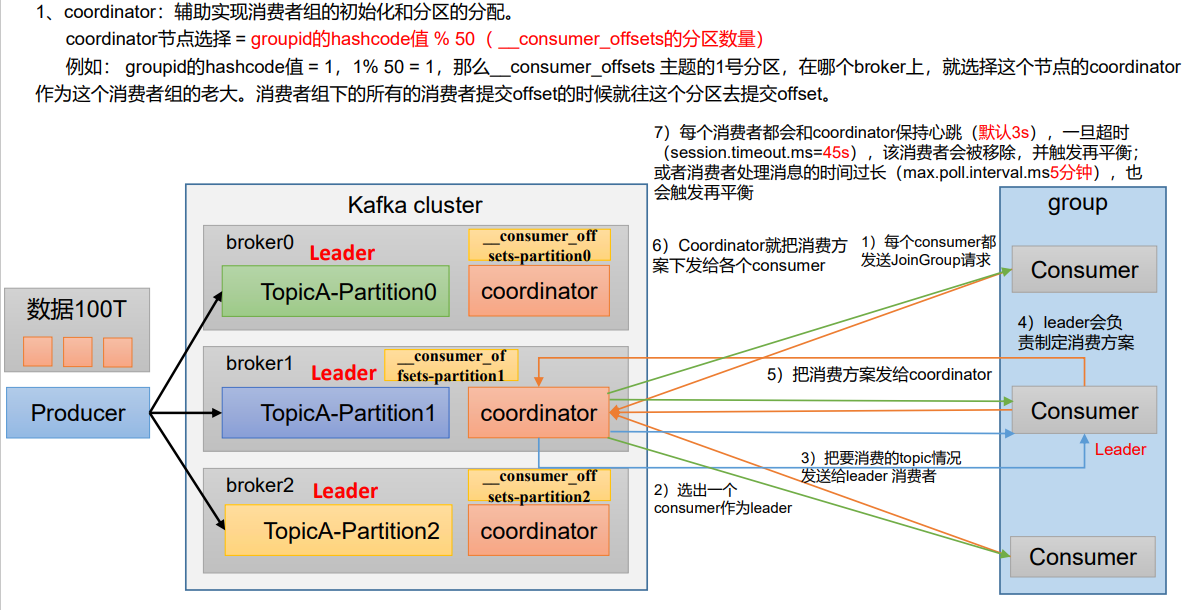 1、coordinator：辅助实现消费者组的初始化和分区的分配。
coordinator节点选择 = groupid的hashcode值 % 50（ __consumer_offsets的分区数量）
例如： groupid的hashcode值 = 1，1% 50 = 1，那么__consumer_offsets 主题的1号分区，在哪个broker上，就选择这个节点的coordinator
作为这个消费者组的老大。消费者组下的所有的消费者提交offset的时候就往这个分区去提交offset。
7）每个消费者都会和coordinator保持心跳（默认3s），一旦超时
（session.timeout.ms=45s），该消费者会被移除，并触发再平衡；
或者消费者处理消息的时间过长（max.poll.interval.ms5分钟），也
会触发再平衡
Kafka cluster
group
broker0
Leader
__consumer_off
sets-partition0
TopicA-Partition0
coordinator
6）Coordinator就把消费方
案下发给各个consumer
1）每个consumer都
发送JoinGroup请求
Consumer
数据100T
4）leader会负
责制定消费方案
broker1
Leader
__consumer_of
fsets-partition1
5）把消费方案发给coordinator
Producer
TopicA-Partition1
coordinator
Consumer
Leader
3）把要消费的topic情况
发送给leader 消费者
broker2
Leader
__consumer_off
sets-partition2
2）选出一个
consumer作为leader
TopicA-Partition2
coordinator
Consumer